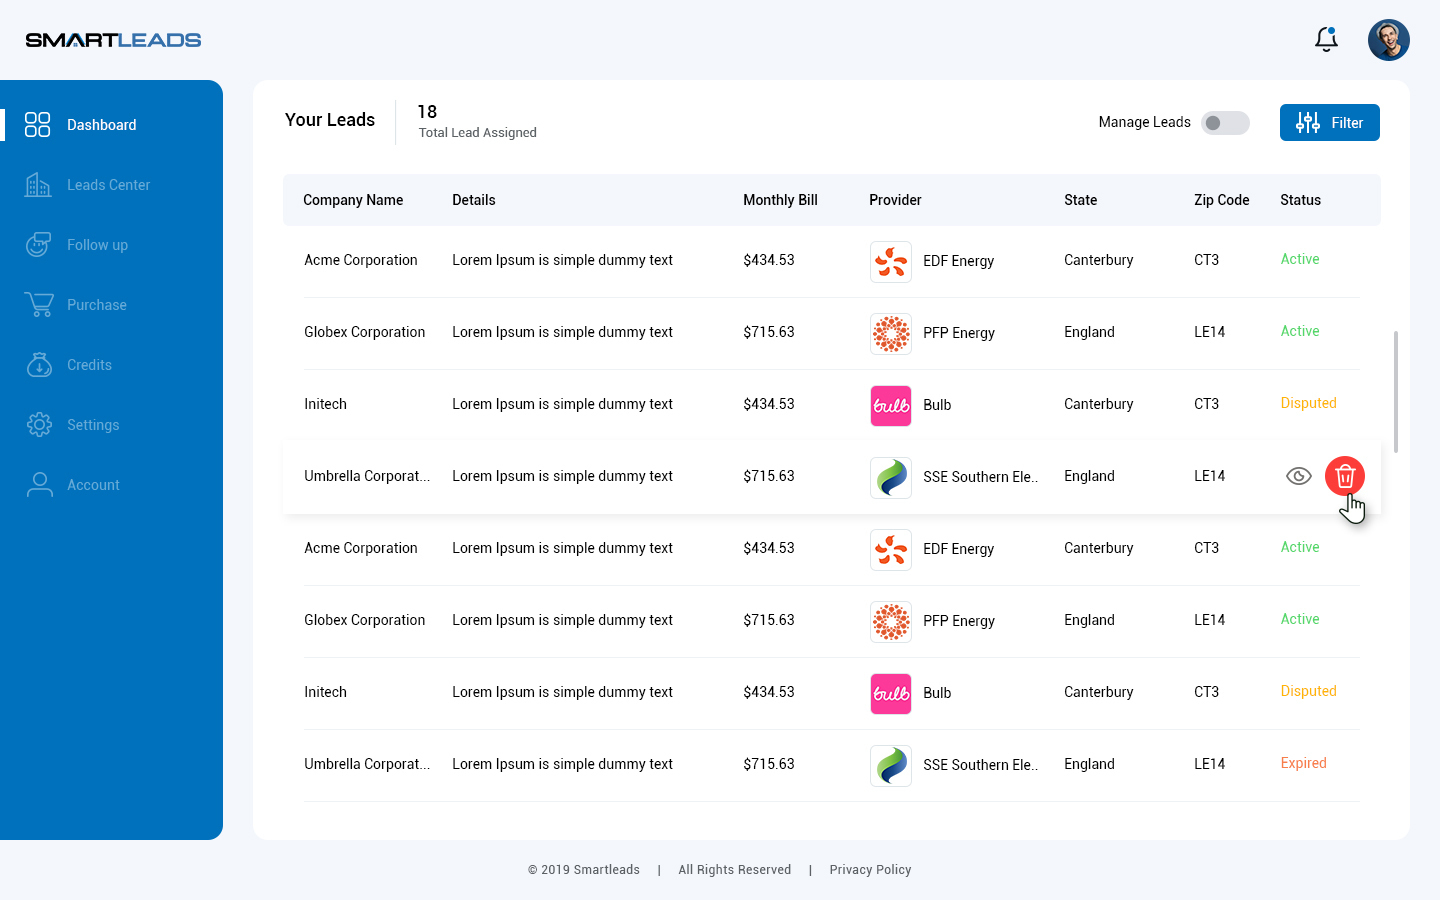 SMARTLEADS
Dashboard
Leads Center
Follow up
Purchase
Credits
Settings
Account
Your Leads
18
Total Lead Assigned
Manage Leads
Filter
Company Name Details Monthly Bill Provider State Zip Code Status
Acme Corporation Lorem Ipsum is simple dummy text $434.53 EDF Energy Canterbury CT3 Active
Globex Corporation Lorem Ipsum is simple dummy text $715.63 PFP Energy England LE14 Active
Initech Lorem Ipsum is simple dummy text $434.53 bulb Bulb Canterbury CT3 Disputed
Umbrella Corporat... Lorem Ipsum is simple dummy text $715.63 SSE Southern Ele.. England LE14
Acme Corporation Lorem Ipsum is simple dummy text $434.53 EDF Energy Canterbury CT3 Active
Globex Corporation Lorem Ipsum is simple dummy text $715.63 PFP Energy England LE14 Active
Initech Lorem Ipsum is simple dummy text $434.53 bulb Bulb Canterbury CT3 Disputed
Umbrella Corporat... Lorem Ipsum is simple dummy text $715.63 SSE Southern Ele.. England LE14 Expired
© 2019 Smartleads | All Rights Reserved | Privacy Policy